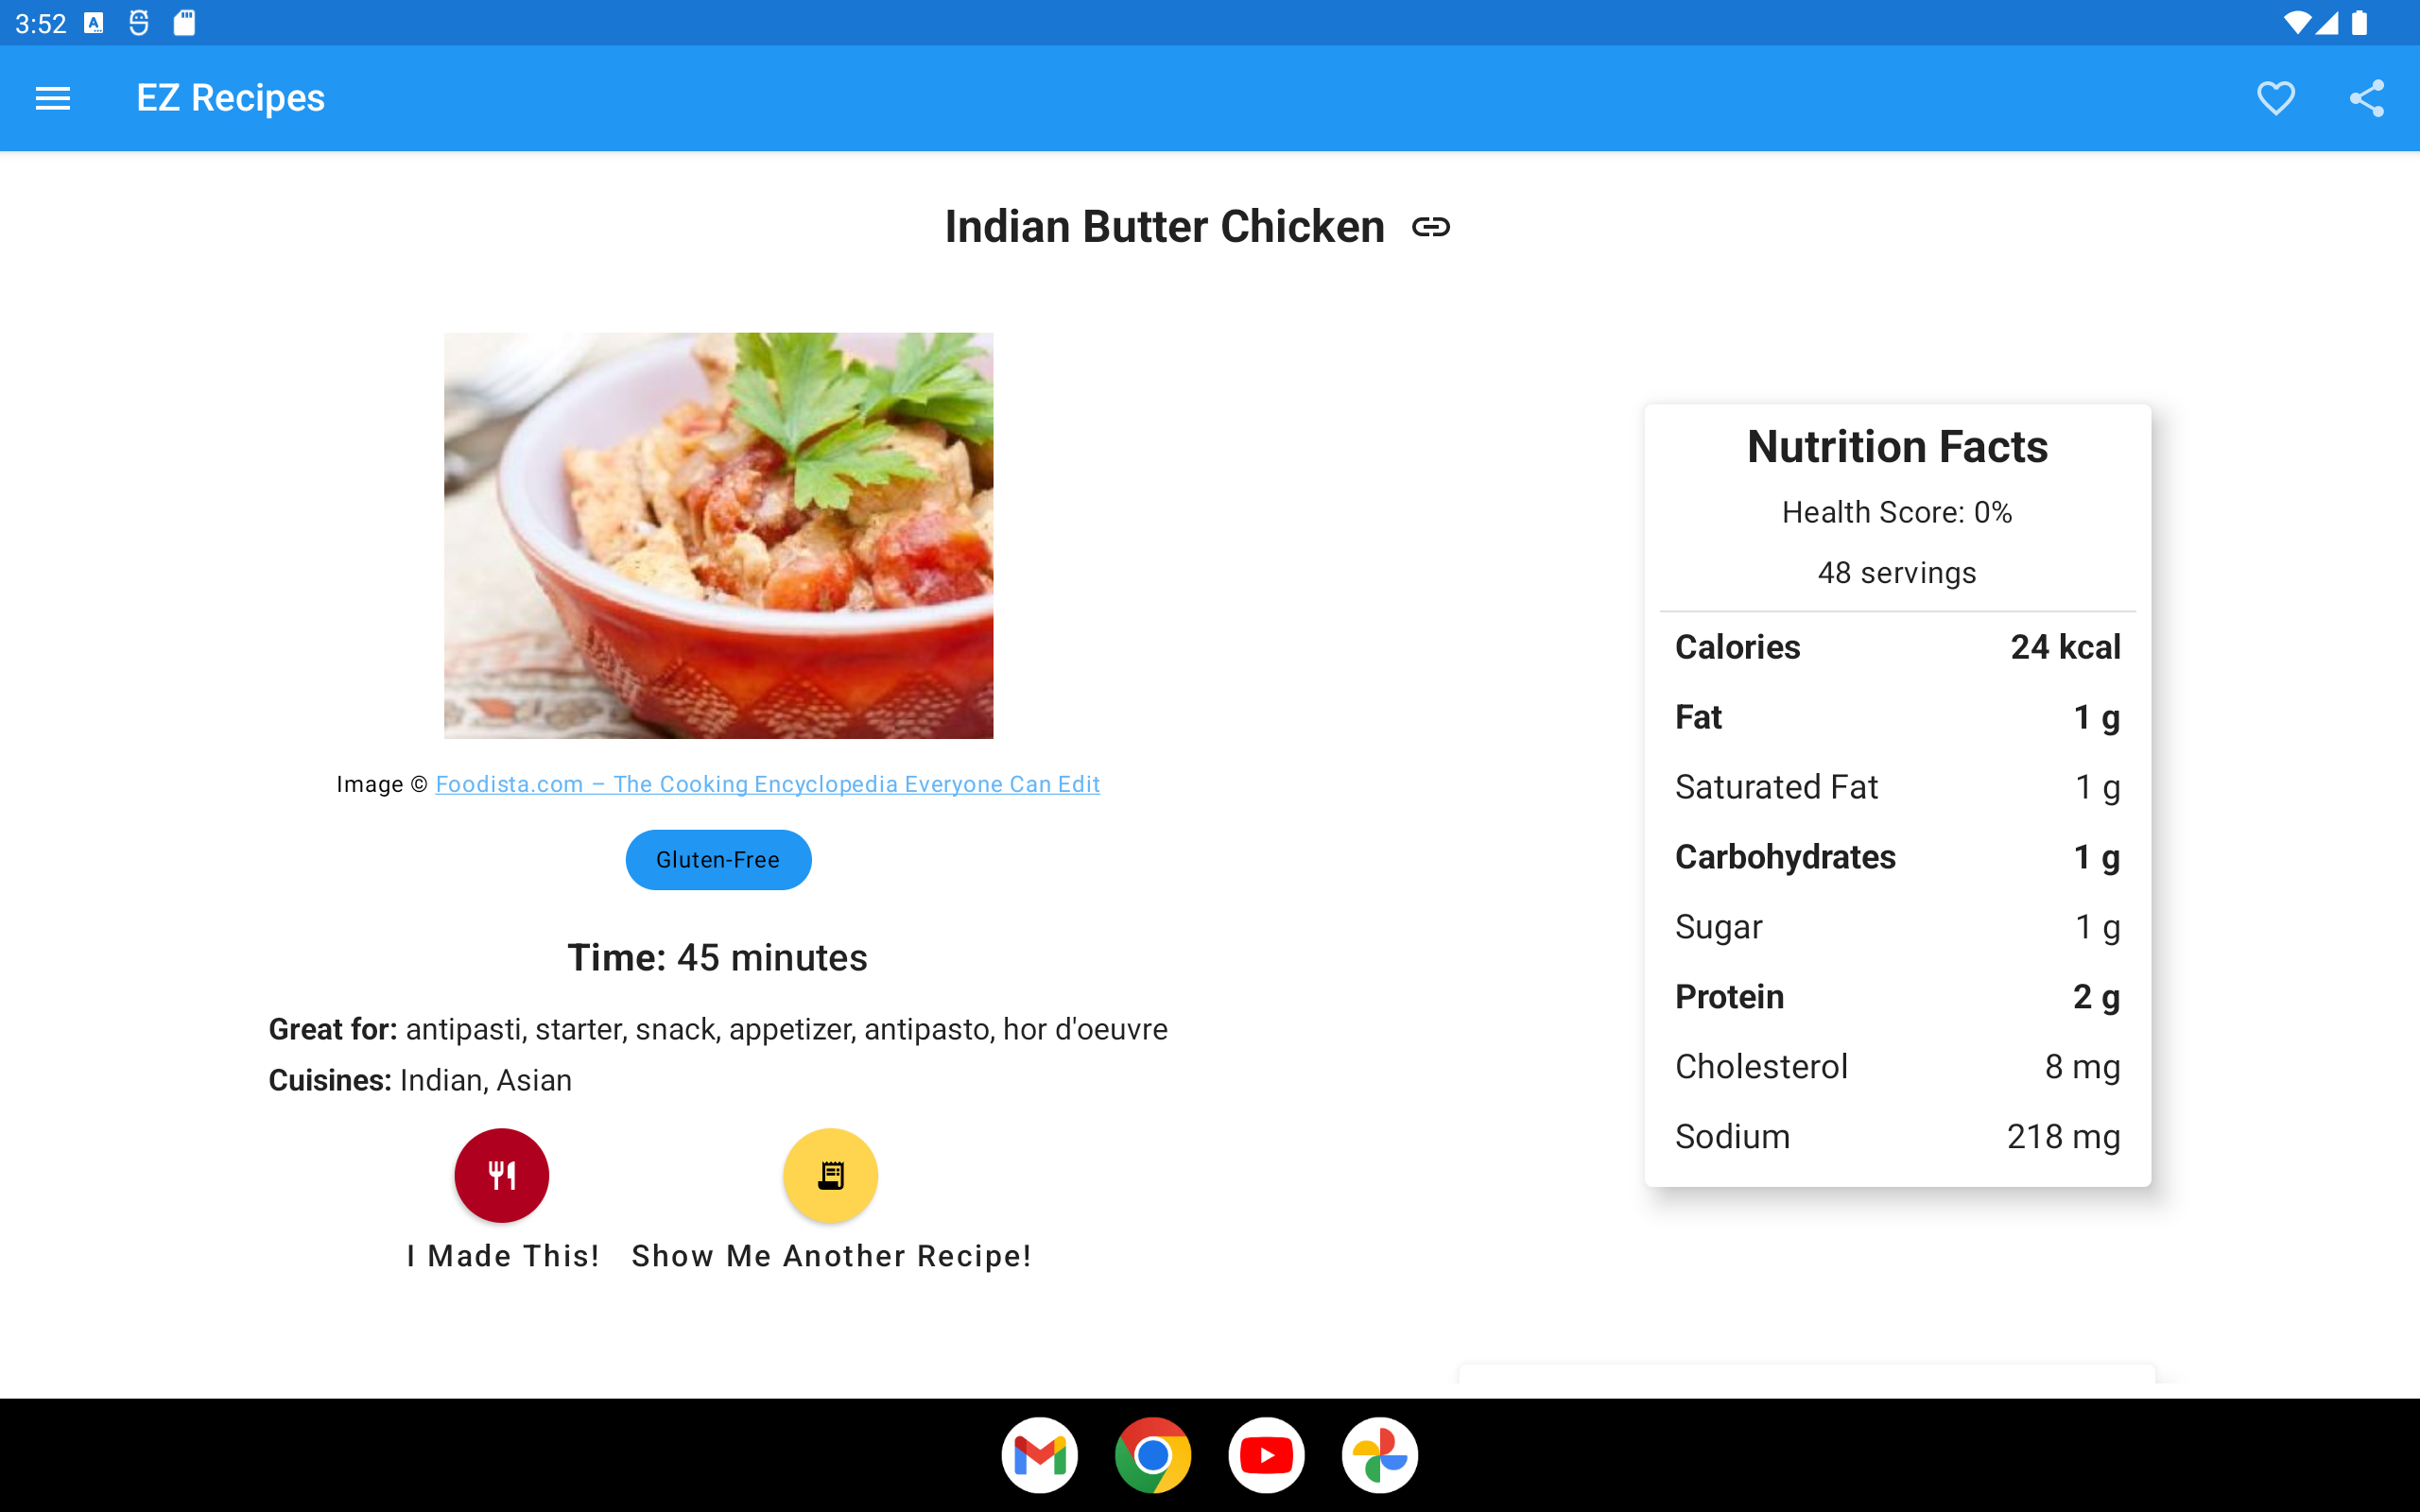 3:52
EZ Recipes
Indian Butter Chicken
Image © Foodista.com – The Cooking Encyclopedia Everyone Can Edit
Gluten-Free
Time: 45 minutes
Great for: antipasti, starter, snack, appetizer, antipasto, hor d'oeuvre
Cuisines: Indian, Asian
I Made This!
Show Me Another Recipe!
Nutrition Facts
Health Score: 0%
48 servings
Calories 24 kcal
Fat 1 g
Saturated Fat 1 g
Carbohydrates 1 g
Sugar 1 g
Protein 2 g
Cholesterol 8 mg
Sodium 218 mg